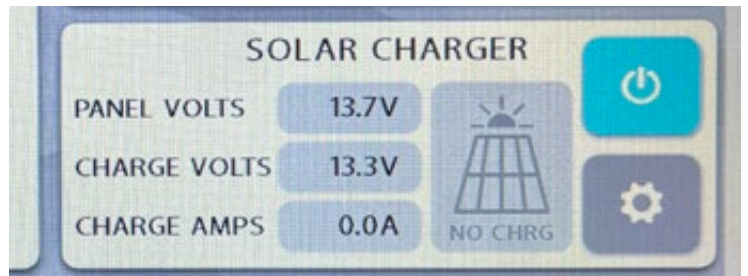 SOLAR CHARGER
PANEL VOLTS 13.7V
CHARGE VOLTS 13.3V
CHARGE AMPS 0.0A
NO CHRG